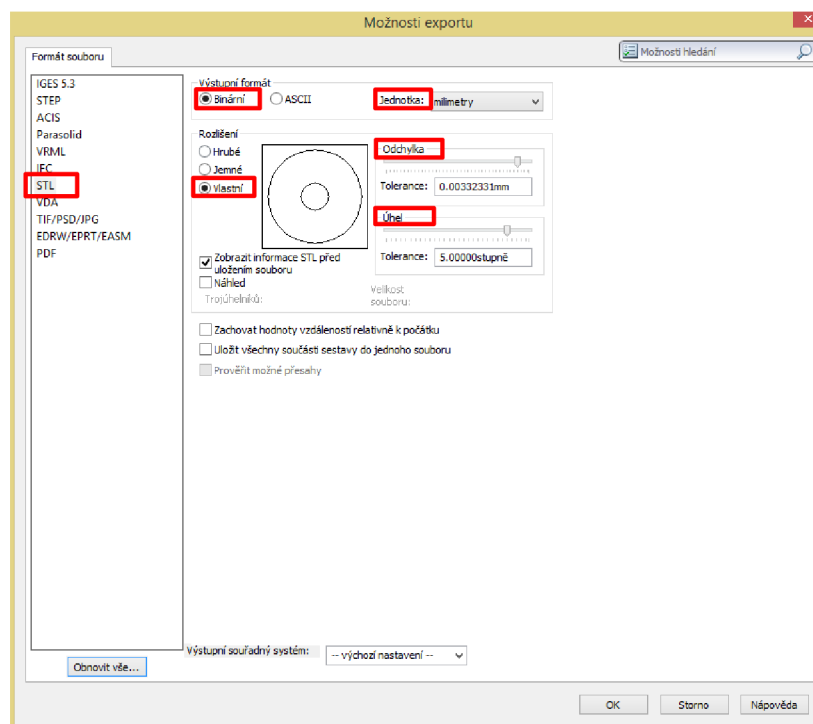 Možnosti exportu
Formát souboru
Možnosti hledání
IGES 5.3
STEP
ACIS
Parasolid
VRML
IFC
STL
VDA
TIF/PSD/JPG
EDRW/EPRT/EASM
PDF
Výstupní formát
Binární
ASCII
Jednotka:
milimetry
Rozlišení
Hrubé
Jemné
Vlastní
Odchylka
Tolerance:
0.00332331mm
Úhel
Tolerance:
5.00000stupně
Zobrazit informace STL před
uložením souboru
Náhled
Trojúhelníků:
Velikost
souboru:
Zachovat hodnoty vzdáleností relativně k počátku
Uložit všechny součásti sestavy do jednoho souboru
Prověřit možné přesahy
Výstupní souřadný systém:
-- výchozí nastavení --
Obnovit vše...
OK
Storno
Nápověda